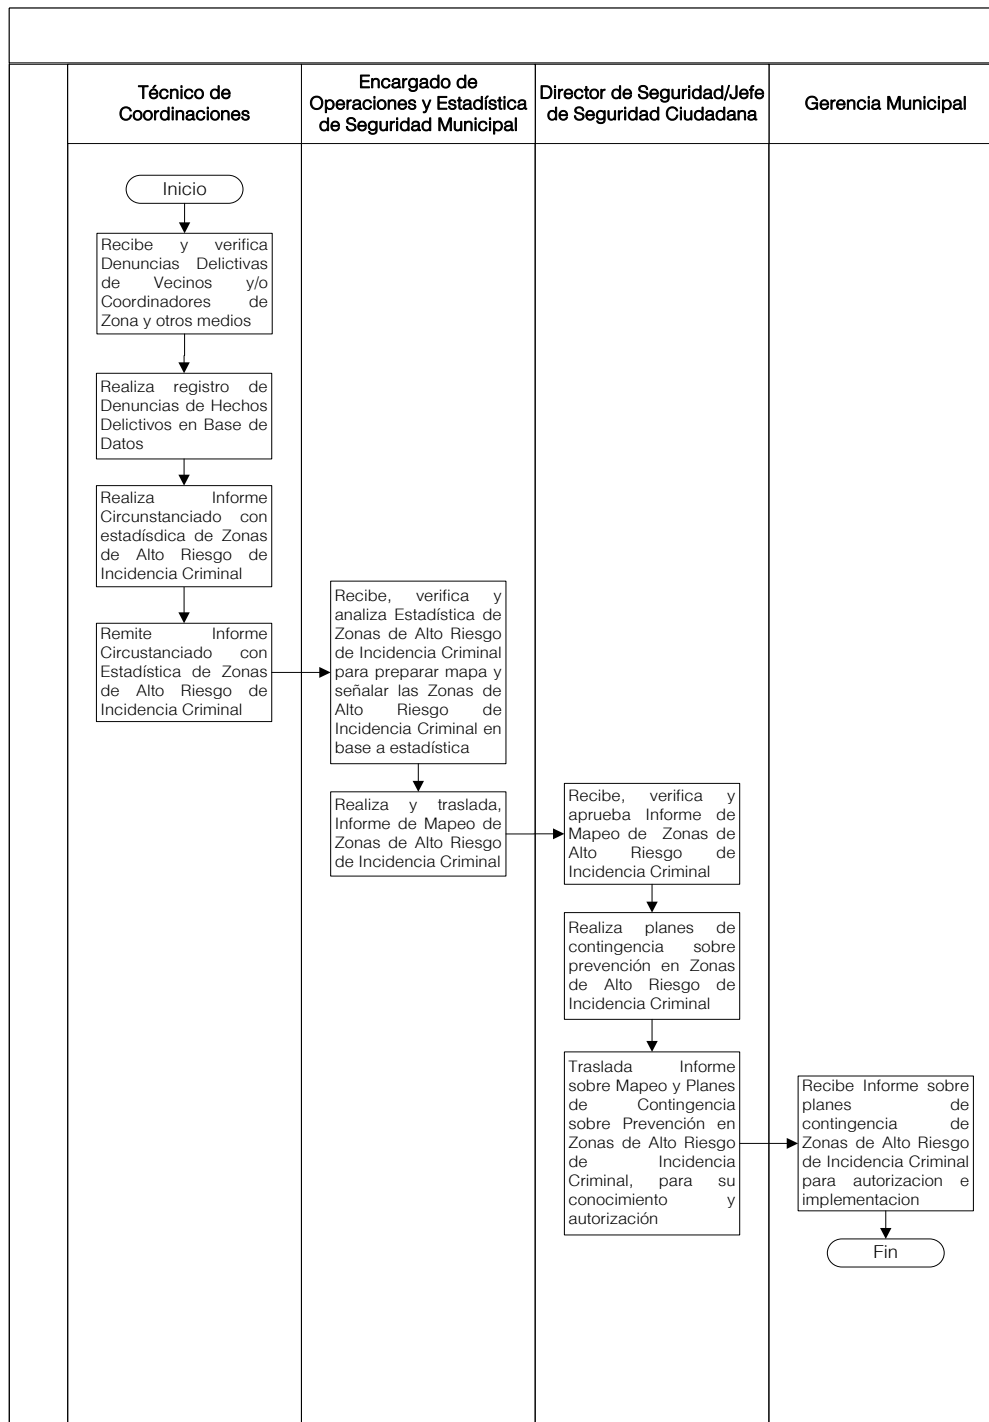 Técnico de
Coordinaciones
Encargado de
Operaciones y Estadística
de Seguridad Municipal
Director de Seguridad/Jefe
de Seguridad Ciudadana
Gerencia Municipal
Inicio
Recibe y verifica
Denuncias Delictivas
de Vecinos y/o
Coordinadores de
Zona y otros medios
Realiza registro de
Denuncias de Hechos
Delictivos en Base de
Datos
Realiza Informe
Circunstanciado con
estadísdica de Zonas
de Alto Riesgo de
Incidencia Criminal
Remite Informe
Circustanciado con
Estadística de Zonas
de Alto Riesgo de
Incidencia Criminal
Recibe, verifica y
analiza Estadística de
Zonas de Alto Riesgo
de Incidencia Criminal
para preparar mapa y
señalar las Zonas de
Alto Riesgo de
Incidencia Criminal en
base a estadística
Realiza y traslada,
Informe de Mapeo de
Zonas de Alto Riesgo
de Incidencia Criminal
Recibe, verifica y
aprueba Informe de
Mapeo de Zonas de
Alto Riesgo de
Incidencia Criminal
Realiza planes de
contingencia sobre
prevención en Zonas
de Alto Riesgo de
Incidencia Criminal
Traslada Informe
sobre Mapeo y Planes
de Contingencia
sobre Prevención en
Zonas de Alto Riesgo
de Incidencia
Criminal, para su
conocimiento y
autorización
Recibe Informe sobre
planes de
contingencia de
Zonas de Alto Riesgo
de Incidencia Criminal
para autorizacion e
implementacion
Fin